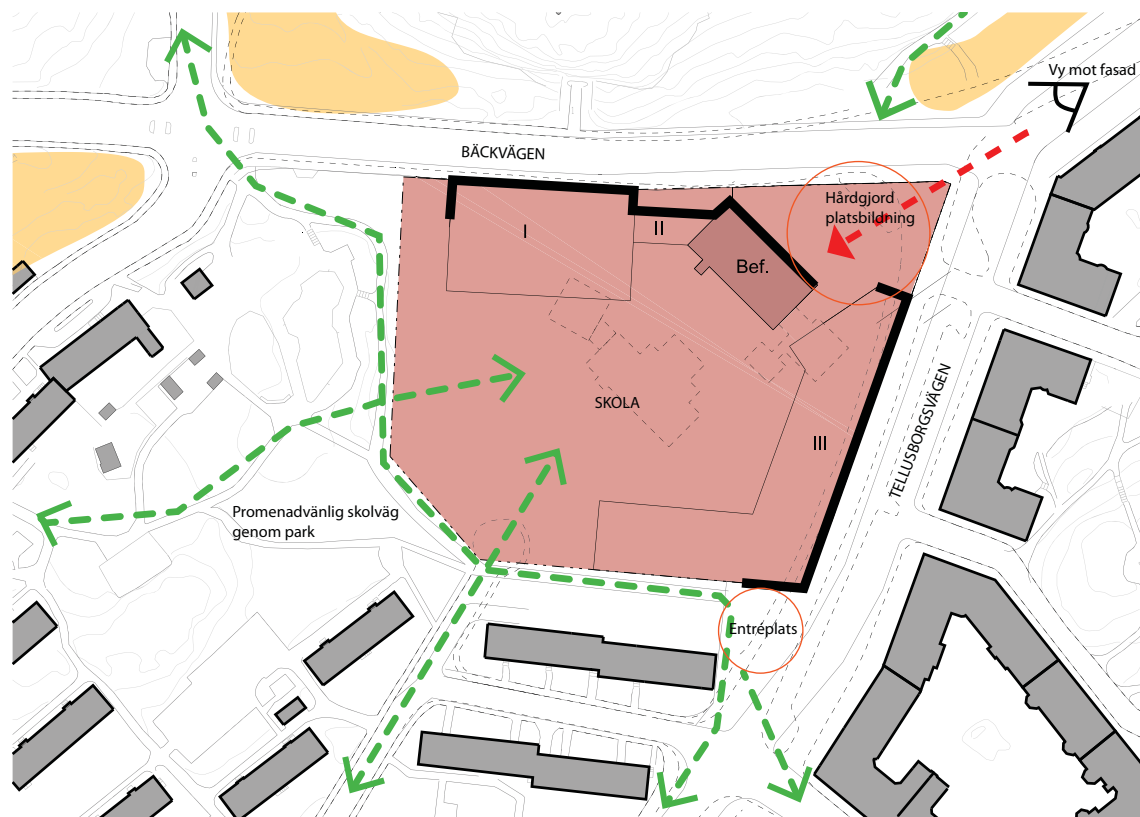 Vy mot fasad
BÄCKVÄGEN
Hårdgjord
platsbildning
I
II
Bef.
SKOLA
III
TELLUSBORGSVÄGEN
Promenadvänlig skolväg
genom park
Entréplats